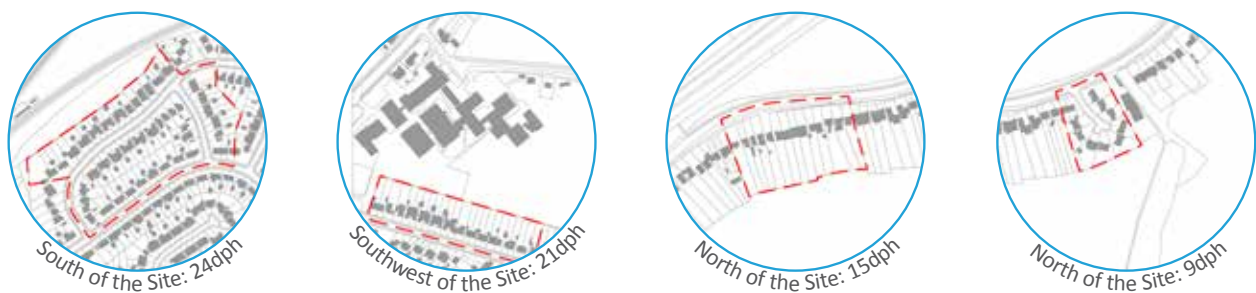 South of the Site: 24dph
Southwest of the Site: 21dph
North of the Site: 15dph
North of the Site: 9dph